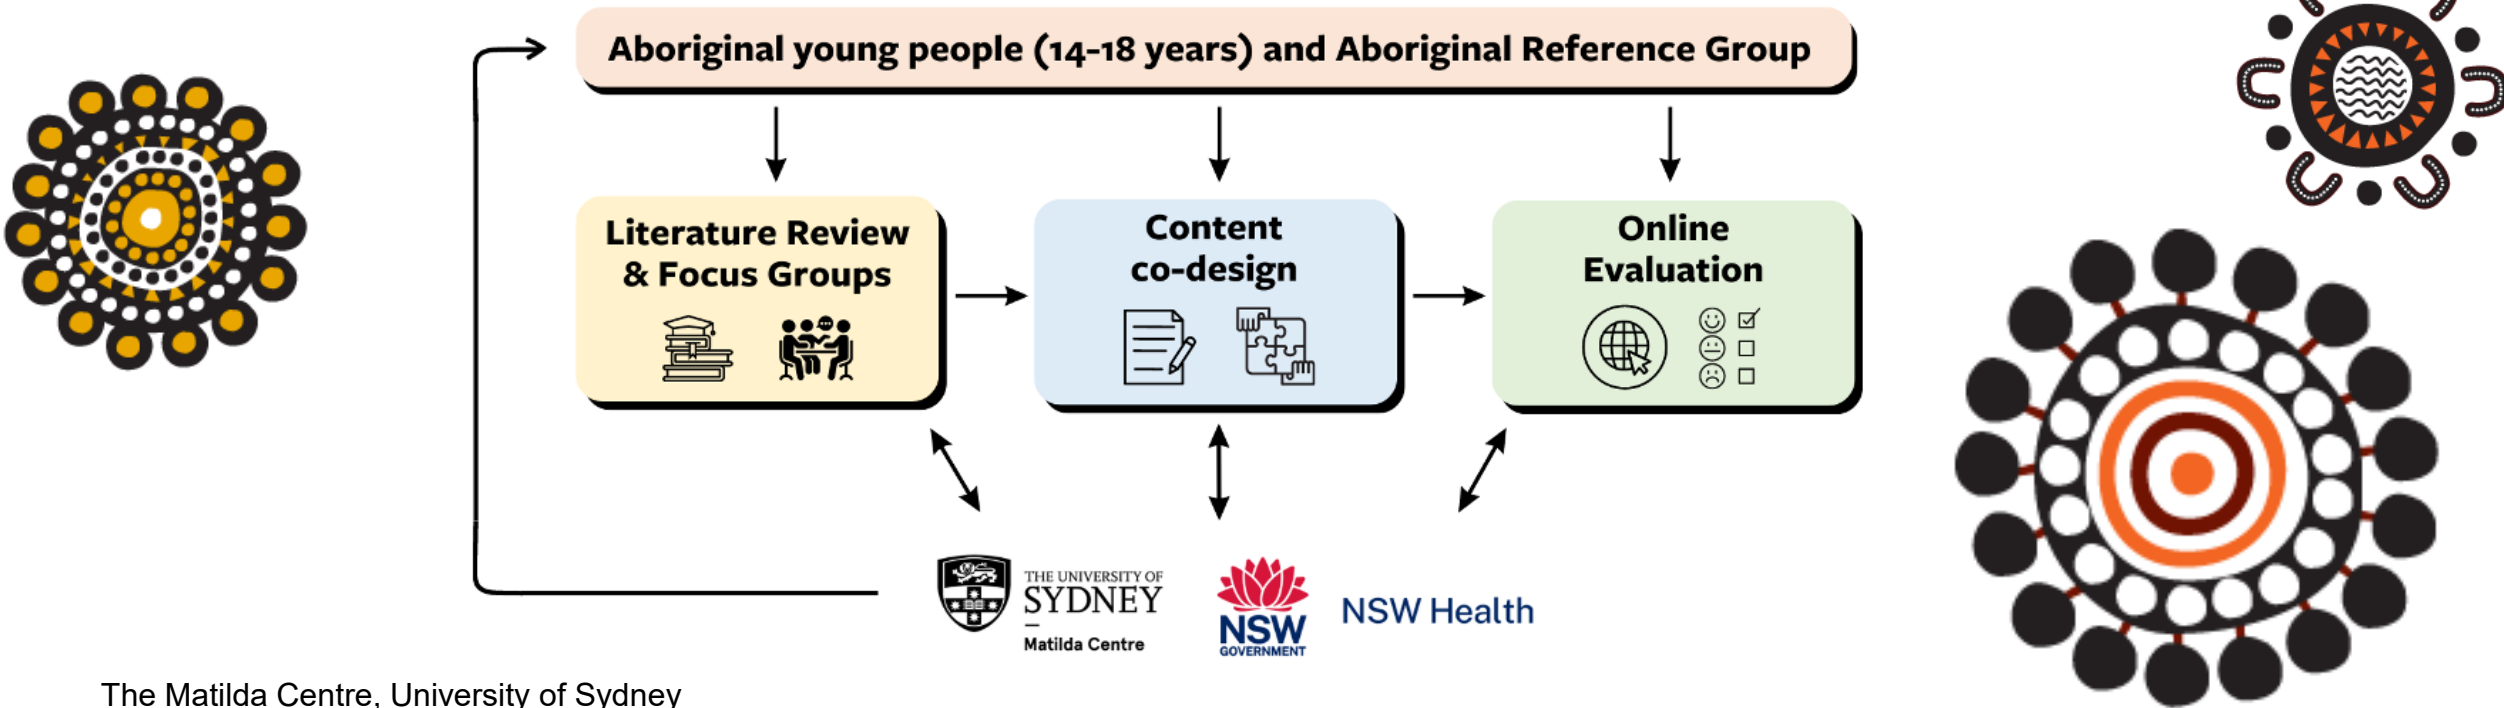 Aboriginal young people (14-18 years) and Aboriginal Reference Group
Literature Review
& Focus Groups
Content
co-design
Online
Evaluation
THE UNIVERSITY OF
SYDNEY
Matilda Centre
NSW
GOVERNMENT
NSW Health
The Matilda Centre, University of Sydney